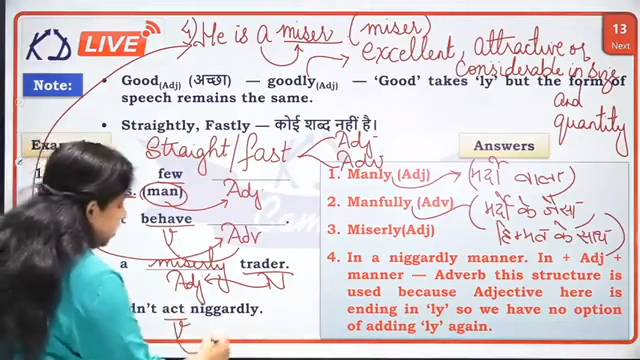 KD LIVE
4) He is a miser (miser)
excellent, attractive or
considerable in size
and
quantity
13
Next
Note:
• Good(Adj) (अच्छा) — goodly(Adj) — ‘Good’ takes ‘ly’ but the form of
speech remains the same.
• Straightly, Fastly — कोई शब्द नहीं है।
Straight/fast
Adj
Adv
few
(man)
Adj
behave
V
Adv
a miserly trader.
Adj
N
act niggardly.
V
Answers
1. Manly (Adj)
(मर्दों वाला)
2. Manfully (Adv)
(मर्दों के जैसा
हिम्मत के साथ)
3. Miserly(Adj)
4. In a niggardly manner. In + Adj +
manner — Adverb this structure is
used because Adjective here is
ending in ‘ly’ so we have no option
of adding ‘ly’ again.